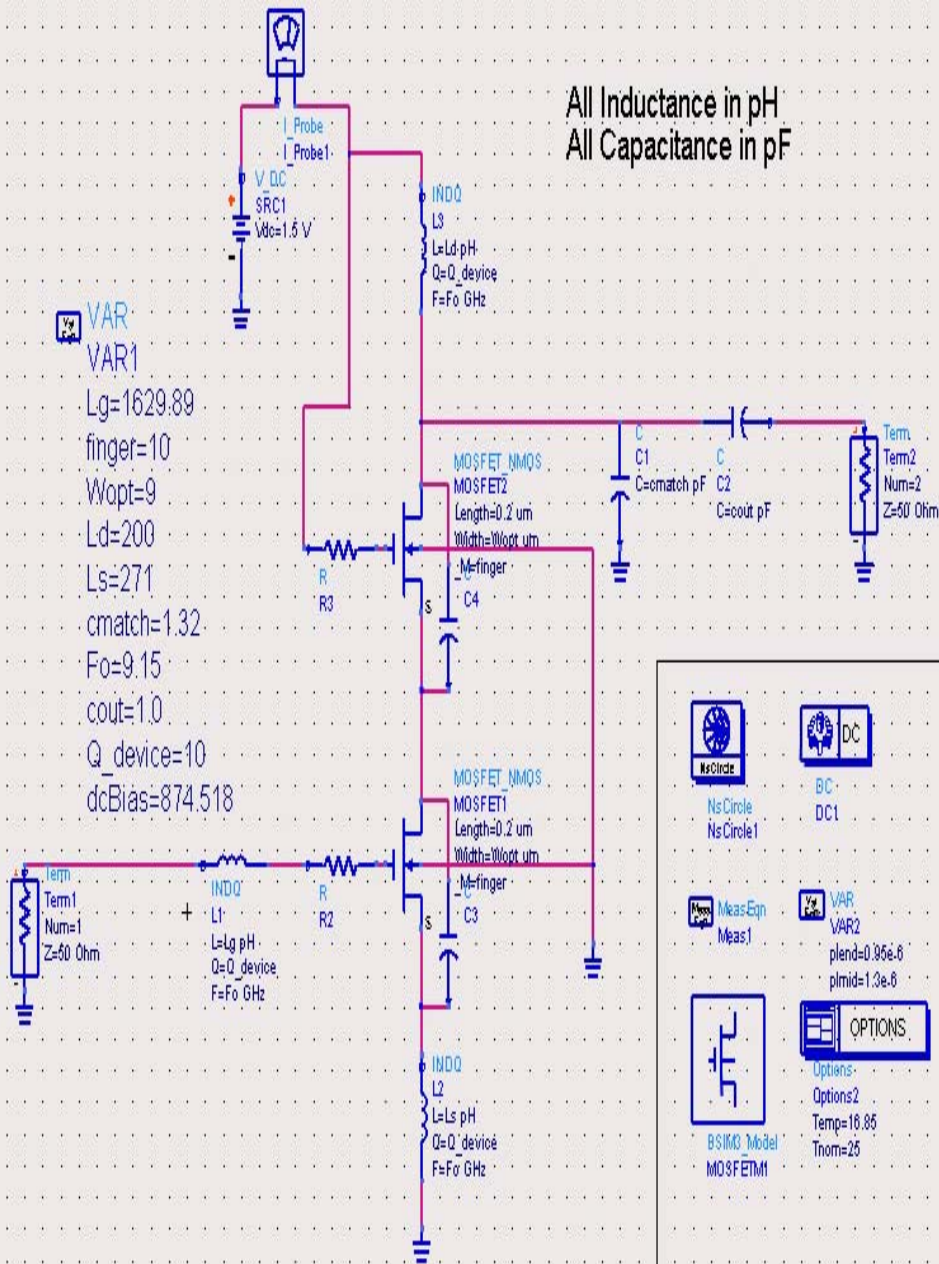 All Inductance in pH
All Capacitance in pF
I_Probe
I_Probe1
V_DC
SRC1
Vdc=1.5 V
INDQ
L3
L=Ld pH
Q=Q_device
F=Fo GHz
VAR
VAR1
Lg=1629.89
finger=10
Wopt=9
Ld=200
Ls=271
cmatch=1.32
Fo=9.15
cout=1.0
Q_device=10
dcBias=874.518
C
C1
C=cmatch pF
C
C2
C=cout pF
Term
Term2
Num=2
Z=50 Ohm
MOSFET_NMOS
MOSFET2
Length=0.2 um
Width=Wopt um
_M=finger
S
C
C4
R
R3
MOSFET_NMOS
MOSFET1
Length=0.2 um
Width=Wopt um
_M=finger
S
C
C3
Term
Term1
Num=1
Z=50 Ohm
INDQ
L1
L=Lg pH
Q=Q_device
F=Fo GHz
R
R2
INDQ
L2
L=Ls pH
Q=Q_device
F=Fo GHz
NsCircle
NsCircle
NsCircle1
DC
DC
DC1
MeasEqn
Meas1
VAR
VAR2
plend=0.95e-6
plmid=1.3e-6
BSIM3_Model
MOSFETM1
OPTIONS
Options
Options2
Temp=16.85
Tnom=25